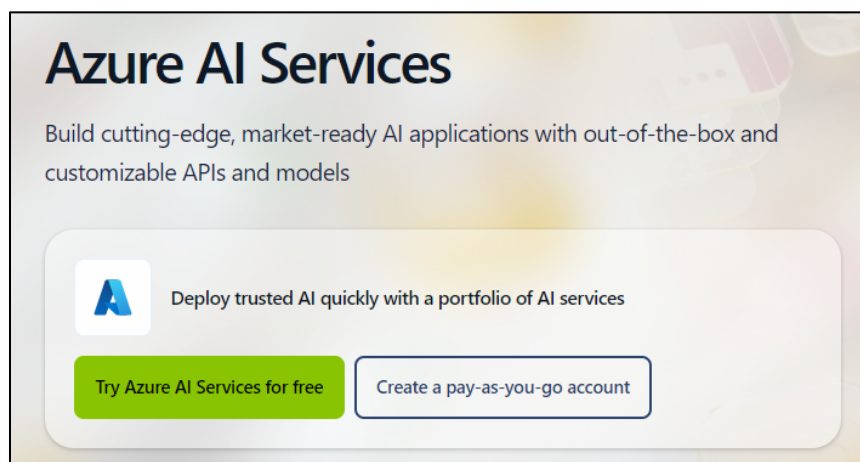 Azure AI Services
Build cutting-edge, market-ready AI applications with out-of-the-box and
customizable APIs and models
Deploy trusted AI quickly with a portfolio of AI services
Try Azure AI Services for free
Create a pay-as-you-go account